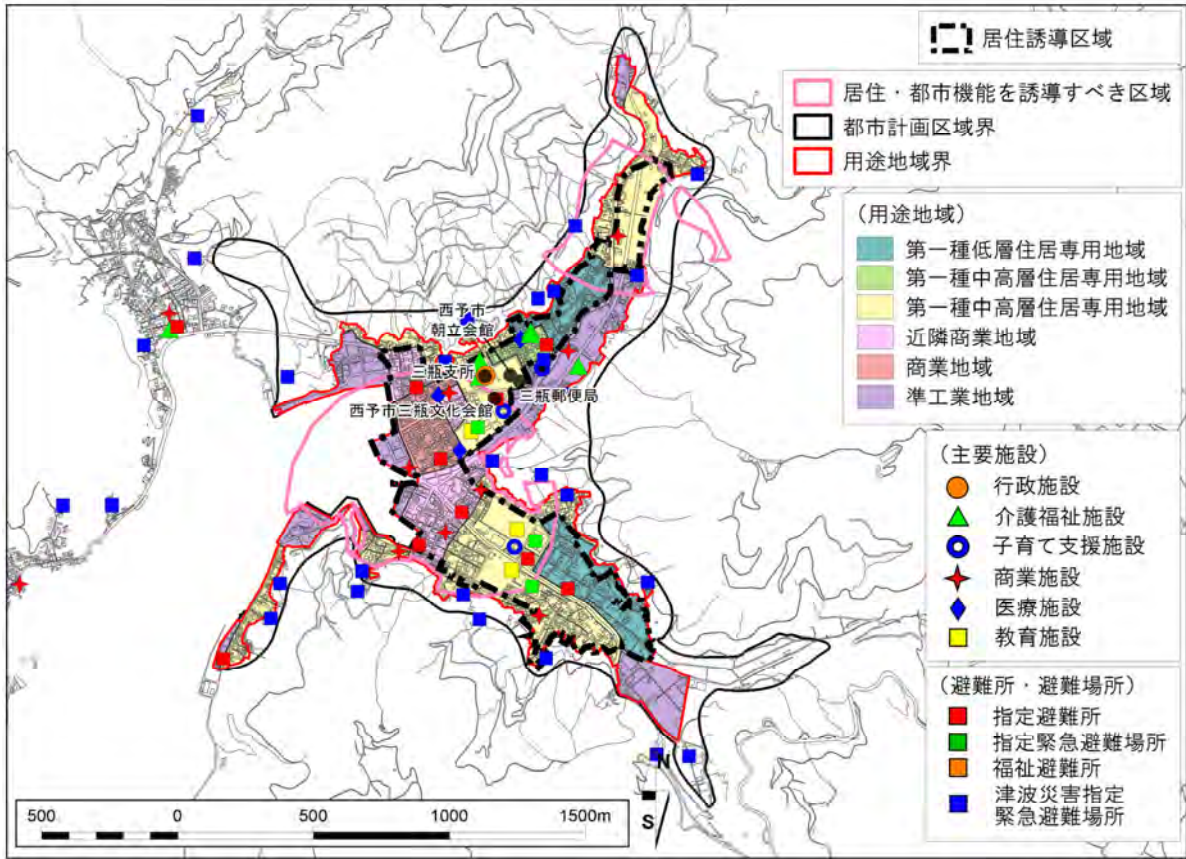 居住誘導区域
居住・都市機能を誘導すべき区域
都市計画区域界
用途地域界
(用途地域)
第一種低層住居専用地域
第一種中高層住居専用地域
第一種中高層住居専用地域
近隣商業地域
商業地域
準工業地域
(主要施設)
行政施設
介護福祉施設
子育て支援施設
商業施設
医療施設
教育施設
(避難所・避難場所)
指定避難所
指定緊急避難場所
福祉避難所
津波災害指定
緊急避難場所
西予市
朝立会館
三瓶支所
三瓶郵便局
西予市三瓶文化会館
N
S
500 0 500 1000 1500m